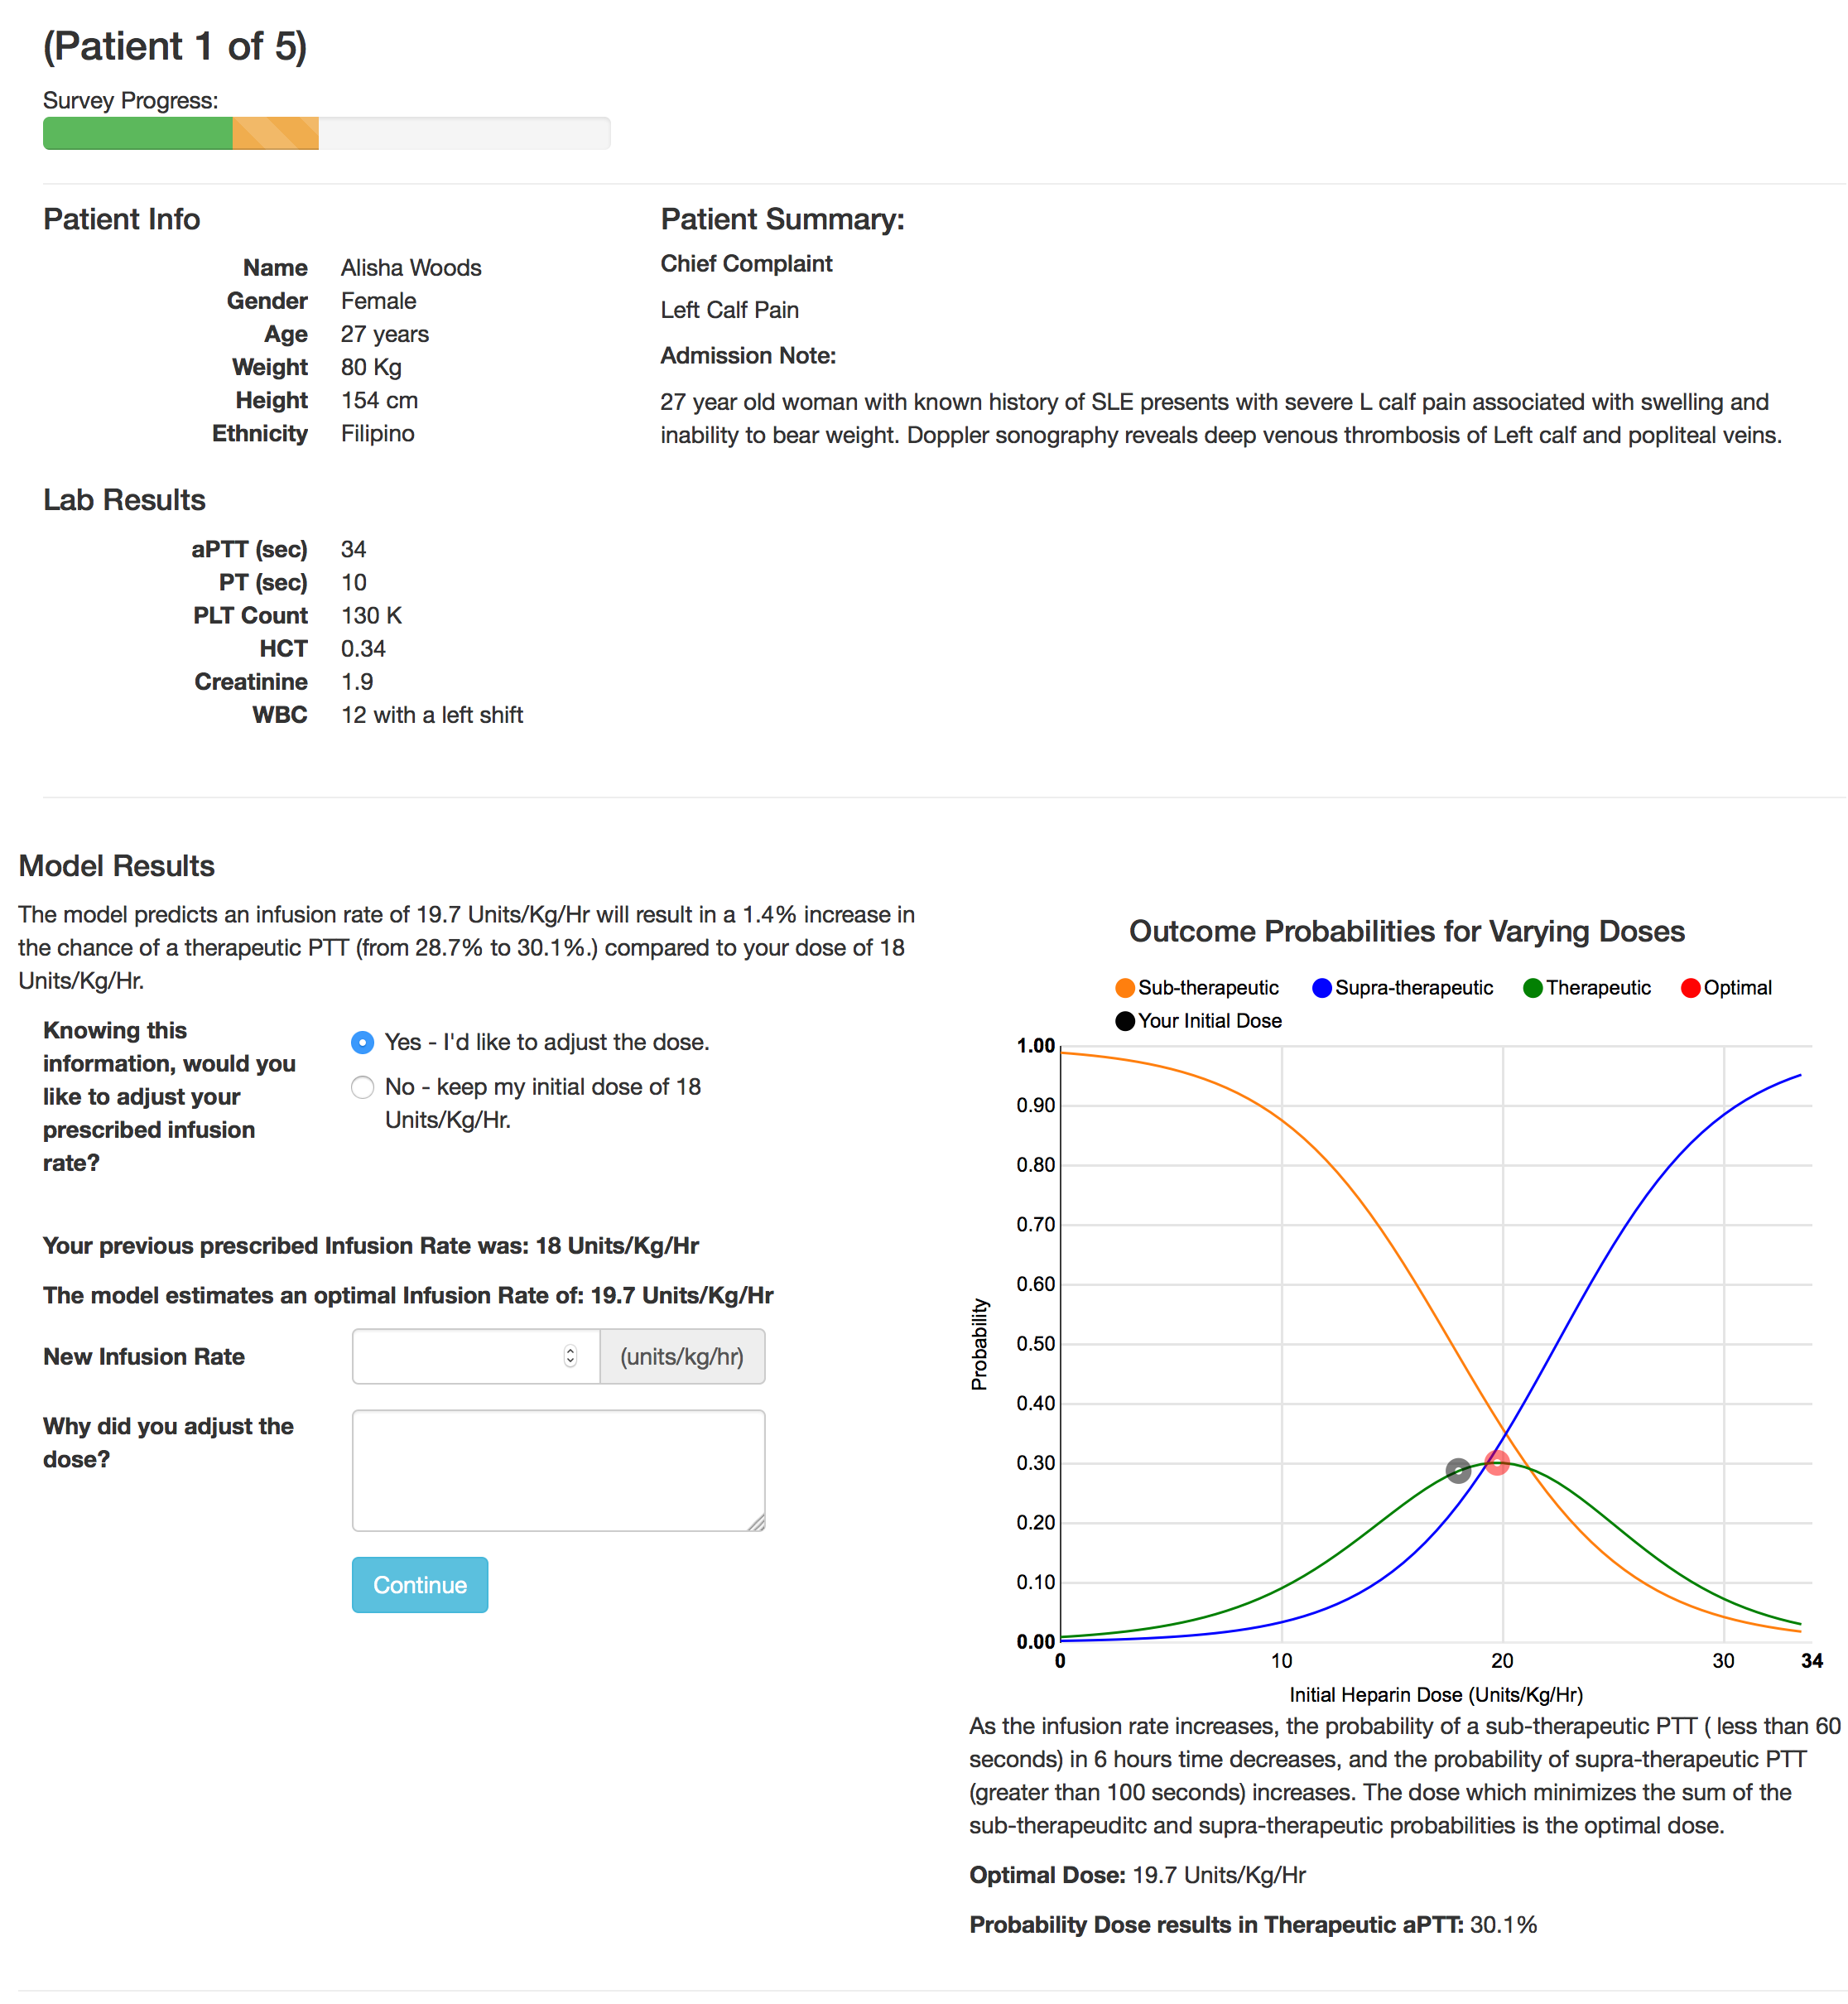 (Patient 1 of 5)
Survey Progress:
Patient Info
Name Alisha Woods
Gender Female
Age 27 years
Weight 80 Kg
Height 154 cm
Ethnicity Filipino
Lab Results
aPTT (sec) 34
PT (sec) 10
PLT Count 130 K
HCT 0.34
Creatinine 1.9
WBC 12 with a left shift
Patient Summary:
Chief Complaint
Left Calf Pain
Admission Note:
27 year old woman with known history of SLE presents with severe L calf pain associated with swelling and
inability to bear weight. Doppler sonography reveals deep venous thrombosis of Left calf and popliteal veins.
Model Results
The model predicts an infusion rate of 19.7 Units/Kg/Hr will result in a 1.4% increase in
the chance of a therapeutic PTT (from 28.7% to 30.1%.) compared to your dose of 18
Units/Kg/Hr.
Knowing this
information, would you
like to adjust your
prescribed infusion
rate?
Yes - I'd like to adjust the dose.
No - keep my initial dose of 18
Units/Kg/Hr.
Your previous prescribed Infusion Rate was: 18 Units/Kg/Hr
The model estimates an optimal Infusion Rate of: 19.7 Units/Kg/Hr
New Infusion Rate (units/kg/hr)
Why did you adjust the
dose?
Continue
Outcome Probabilities for Varying Doses
Sub-therapeutic Supra-therapeutic Therapeutic Optimal
Your Initial Dose
1.00
0.90
0.80
0.70
0.60
0.50
0.40
0.30
0.20
0.10
0.00
Probability
0 10 20 30 34
Initial Heparin Dose (Units/Kg/Hr)
As the infusion rate increases, the probability of a sub-therapeutic PTT ( less than 60
seconds) in 6 hours time decreases, and the probability of supra-therapeutic PTT
(greater than 100 seconds) increases. The dose which minimizes the sum of the
sub-therapeuditc and supra-therapeutic probabilities is the optimal dose.
Optimal Dose: 19.7 Units/Kg/Hr
Probability Dose results in Therapeutic aPTT: 30.1%